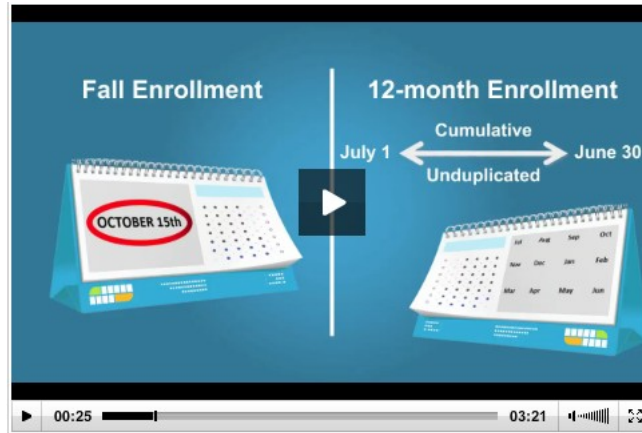 Fall Enrollment
12-month Enrollment
Cumulative
July 1
June 30
Unduplicated
OCTOBER 15th
Jul Aug Sep Oct
Nov Dec Jan Feb
Mar Apr May Jun
00:25
03:21